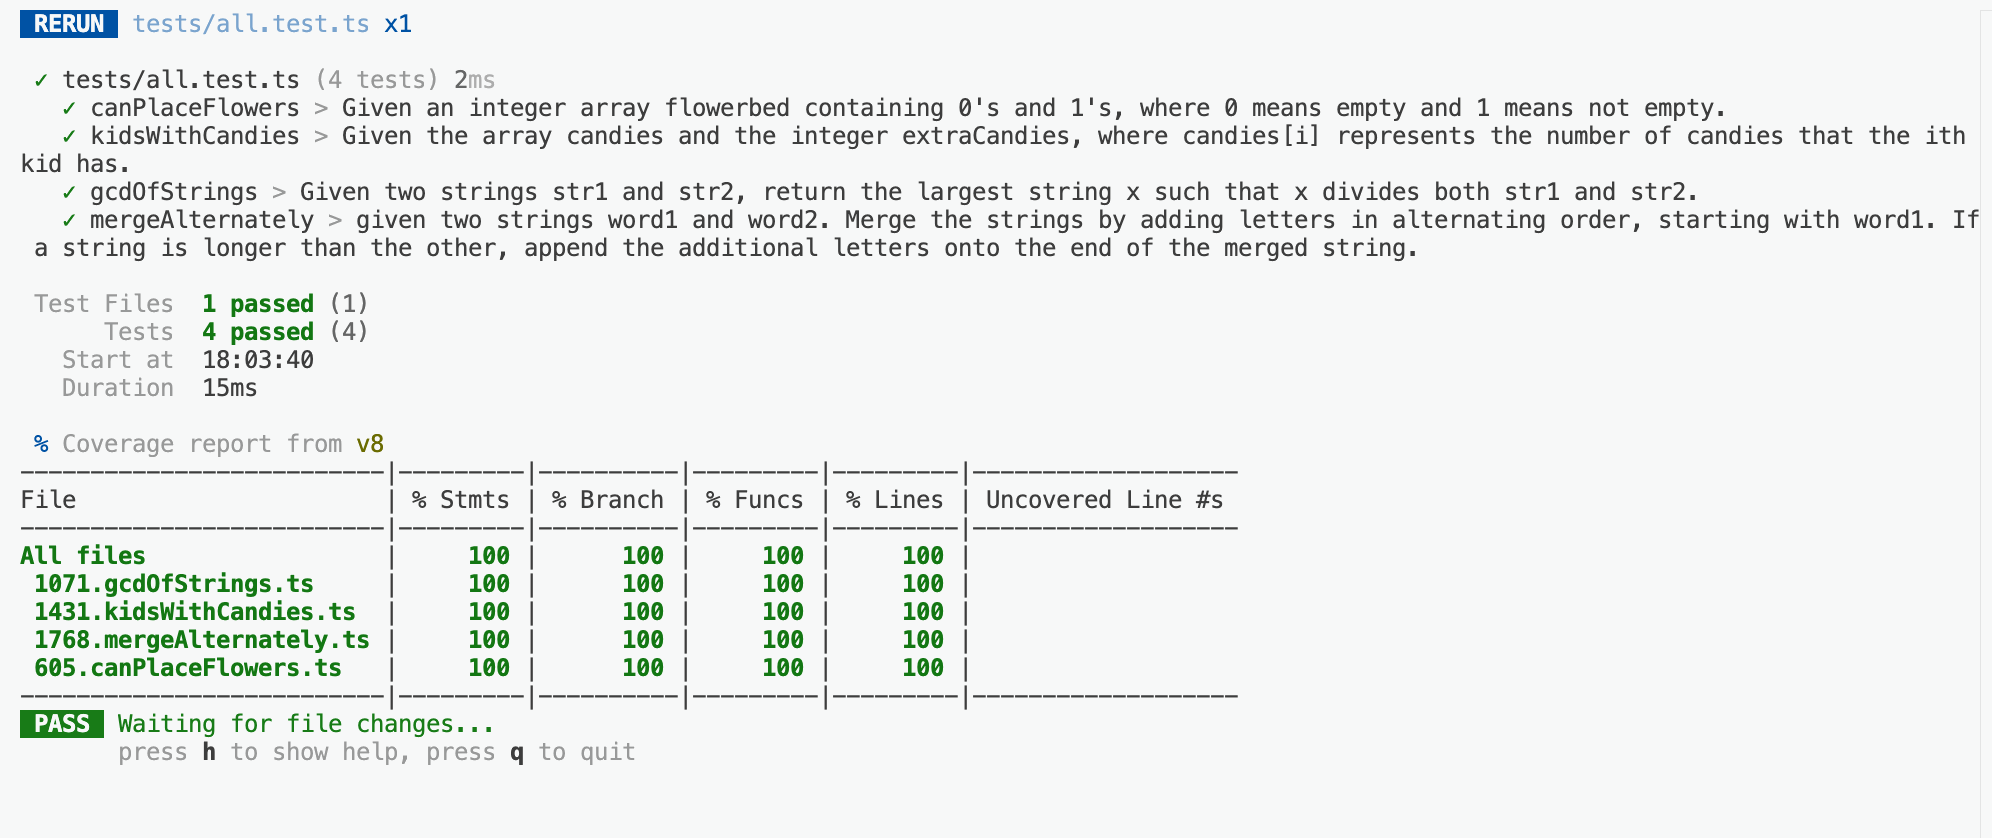 RERUN tests/all.test.ts x1
✓ tests/all.test.ts (4 tests) 2ms
✓ canPlaceFlowers > Given an integer array flowerbed containing 0's and 1's, where 0 means empty and 1 means not empty.
✓ kidsWithCandies > Given the array candies and the integer extraCandies, where candies[i] represents the number of candies that the ith
kid has.
✓ gcdOfStrings > Given two strings str1 and str2, return the largest string x such that x divides both str1 and str2.
✓ mergeAlternately > given two strings word1 and word2. Merge the strings by adding letters in alternating order, starting with word1. If
a string is longer than the other, append the additional letters onto the end of the merged string.
Test Files 1 passed (1)
Tests 4 passed (4)
Start at 18:03:40
Duration 15ms
% Coverage report from v8
--------------------------|---------|----------|---------|---------|-------------------
File | % Stmts | % Branch | % Funcs | % Lines | Uncovered Line #s
--------------------------|---------|----------|---------|---------|-------------------
All files | 100 | 100 | 100 | 100 |
1071.gcdOfStrings.ts | 100 | 100 | 100 | 100 |
1431.kidsWithCandies.ts | 100 | 100 | 100 | 100 |
1768.mergeAlternately.ts | 100 | 100 | 100 | 100 |
605.canPlaceFlowers.ts | 100 | 100 | 100 | 100 |
--------------------------|---------|----------|---------|---------|-------------------
PASS Waiting for file changes...
press h to show help, press q to quit